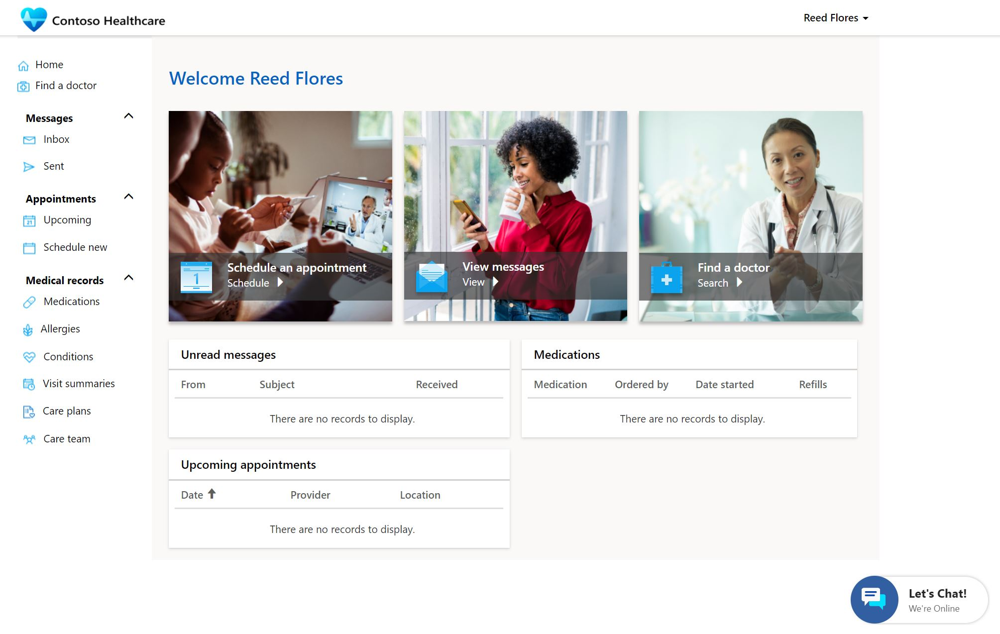 Contoso Healthcare
Reed Flores
Home
Find a doctor
Messages
Inbox
Sent
Appointments
21
Upcoming
Schedule new
Medical records
Medications
Allergies
Conditions
Visit summaries
Care plans
Care team
Welcome Reed Flores
1
Schedule an appointment
Schedule
View messages
View
Find a doctor
Search
Unread messages
From Subject Received
There are no records to display.
Medications
Medication Ordered by Date started Refills
There are no records to display.
Upcoming appointments
Date Provider Location
There are no records to display.
Let's Chat!
We're Online